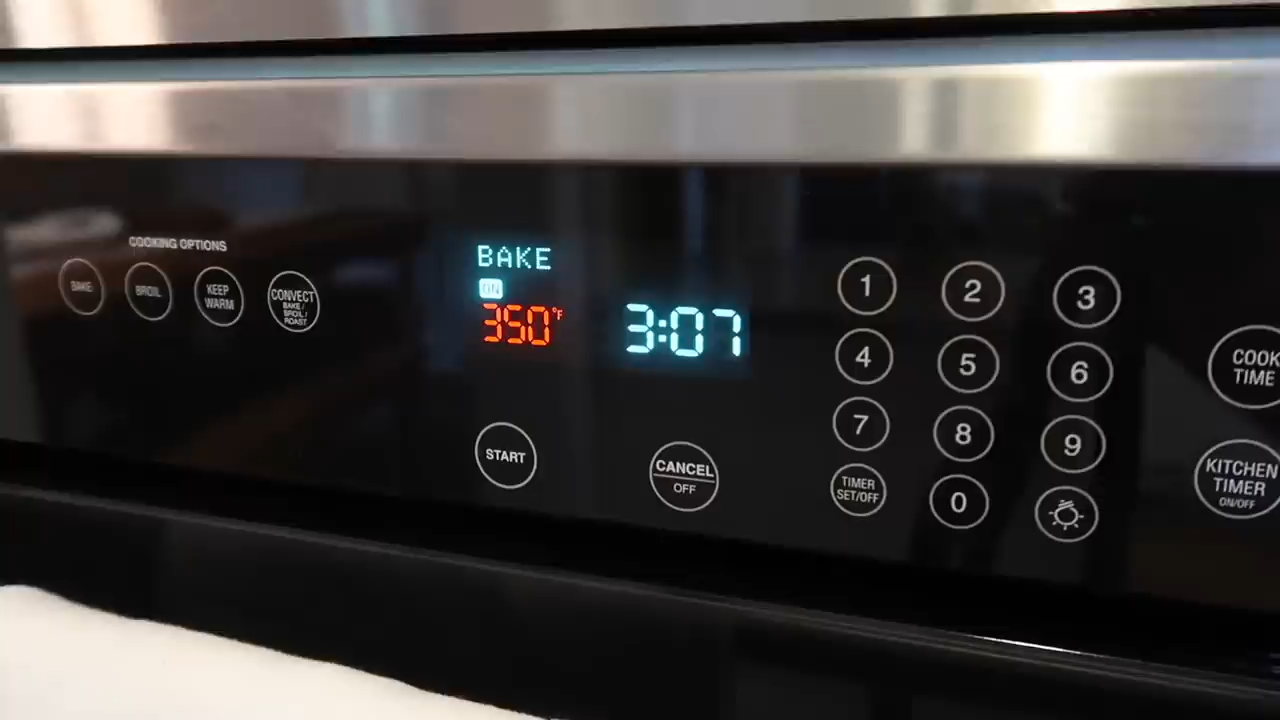 COOKING OPTIONS
BAKE
BROIL
KEEP
WARM
CONVECT
BAKE/
BROIL/
ROAST
BAKE
ON
350°F
3:07
START
CANCEL
OFF
1
2
3
4
5
6
7
8
9
TIMER
SET/OFF
0
COOK
TIME
KITCHEN
TIMER
ON/OFF